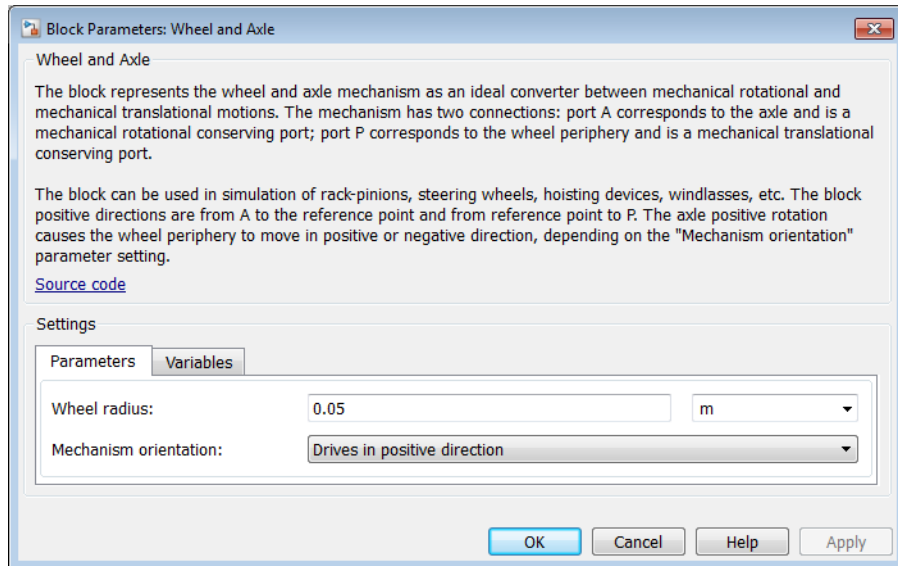 Block Parameters: Wheel and Axle
Wheel and Axle
The block represents the wheel and axle mechanism as an ideal converter between mechanical rotational and
mechanical translational motions. The mechanism has two connections: port A corresponds to the axle and is a
mechanical rotational conserving port; port P corresponds to the wheel periphery and is a mechanical translational
conserving port.
The block can be used in simulation of rack-pinions, steering wheels, hoisting devices, windlasses, etc. The block
positive directions are from A to the reference point and from reference point to P. The axle positive rotation
causes the wheel periphery to move in positive or negative direction, depending on the "Mechanism orientation"
parameter setting.
Source code
Settings
Parameters Variables
Wheel radius: 0.05 m
Mechanism orientation: Drives in positive direction
OK Cancel Help Apply